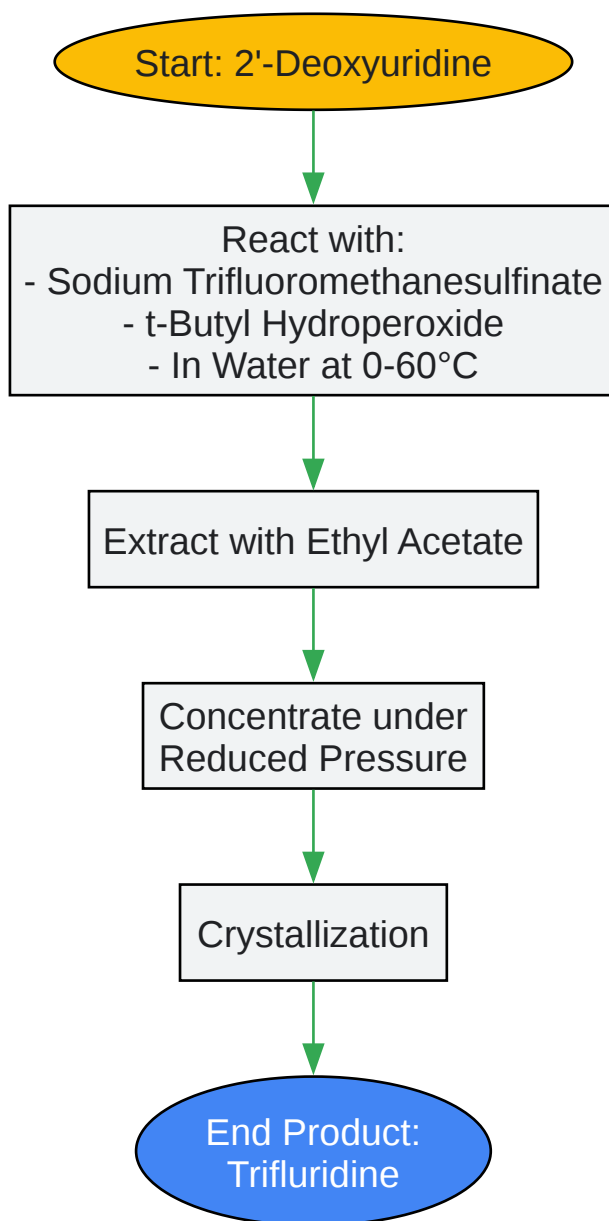 Start: 2'-Deoxyuridine
React with:
- Sodium Trifluoromethanesulfinate
- t-Butyl Hydroperoxide
- In Water at 0-60°C
Extract with Ethyl Acetate
Concentrate under
Reduced Pressure
Crystallization
End Product:
Trifluridine